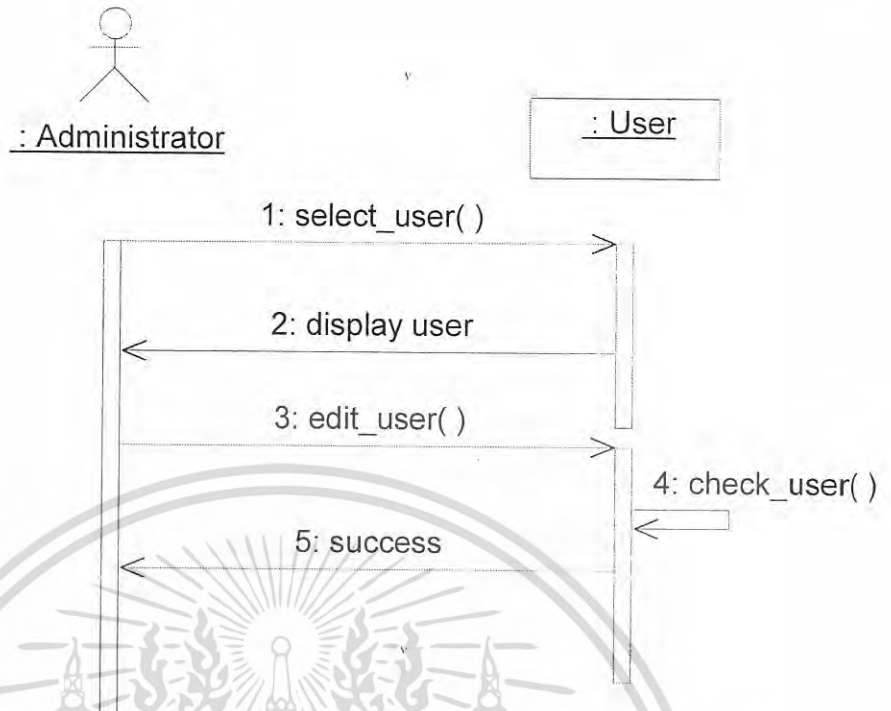 : Administrator
: User
1: select_user( )
2: display user
3: edit_user( )
4: check_user( )
5: success